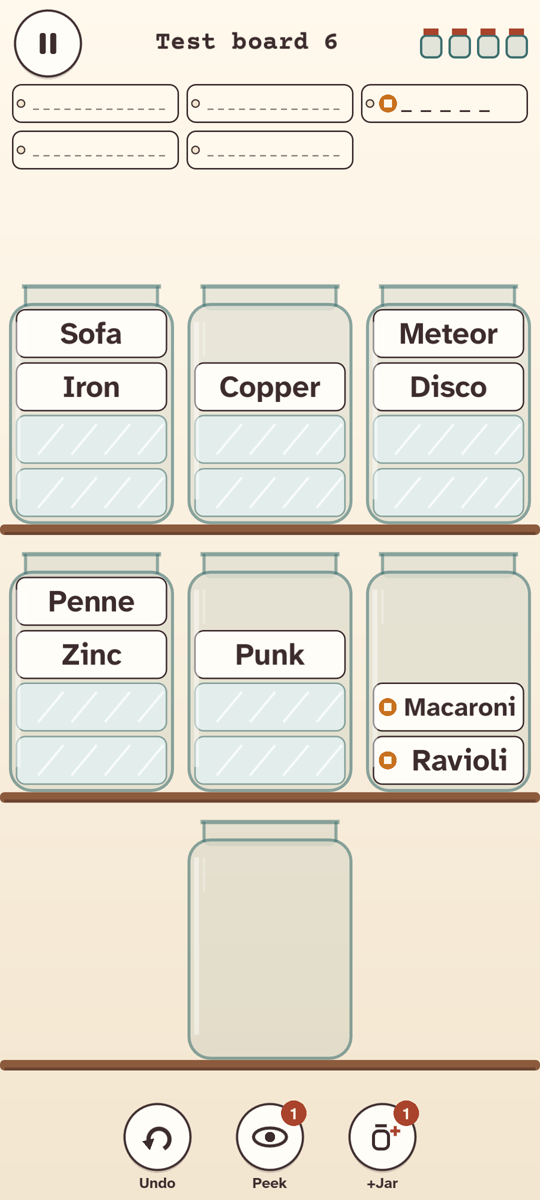 Test board 6
Sofa
Meteor
Iron
Copper
Disco
Penne
Zinc
Punk
Macaroni
Ravioli
1
1
Undo
Peek
+Jar